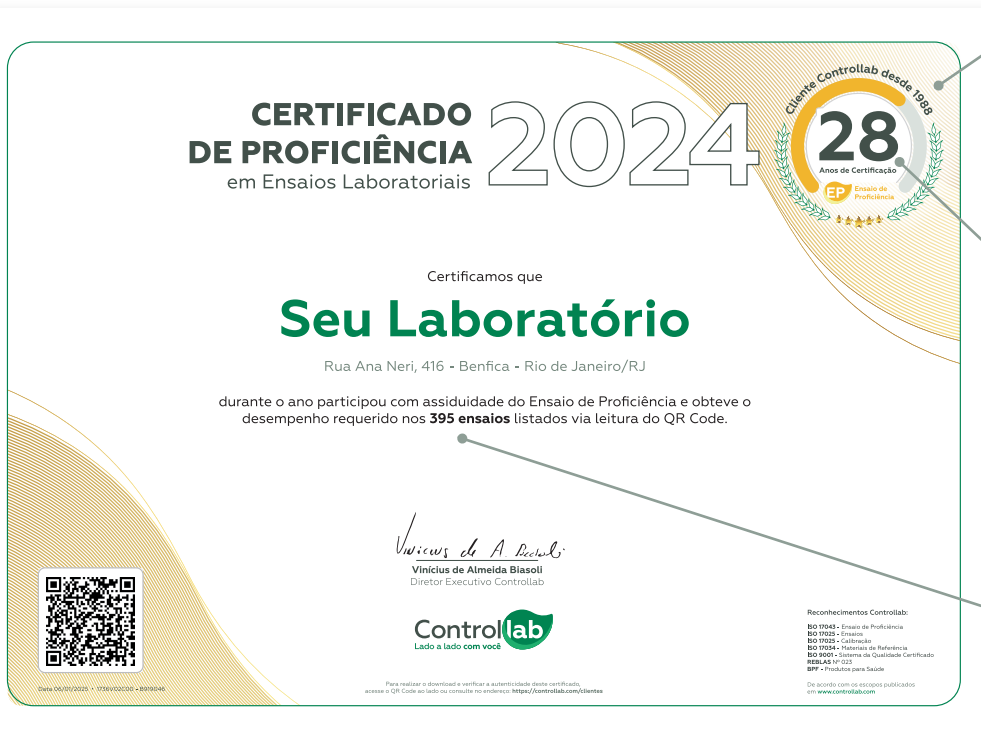 CERTIFICADO
DE PROFICIÊNCIA
em Ensaios Laboratoriais
2024
Cliente Controllab desde 1988
28
Anos de Certificação
EP Ensaio de
Proficiência
Certificamos que
Seu Laboratório
Rua Ana Neri, 416 - Benfica - Rio de Janeiro/RJ
durante o ano participou com assiduidade do Ensaio de Proficiência e obteve o
desempenho requerido nos 395 ensaios listados via leitura do QR Code.
Vinícius de Almeida Biasoli
Diretor Executivo Controllab
Controllab
Lado a lado com você
Para realizar o download e verificar a autenticidade deste certificado,
acesse o QR Code ao lado ou consulte no endereço: https://controllab.com/clientes
Data 06/01/2025 • 1736V02C00 - B919046
Reconhecimentos Controllab:
ISO 17043 - Ensaio de Proficiência
ISO 17025 - Ensaios
ISO 17025 - Calibração
ISO 17034 - Materiais de Referência
ISO 9001 - Sistema da Qualidade Certificado
REBLAS Nº 023
BPF - Produtos para Saúde
De acordo com os escopos publicados
em www.controllab.com